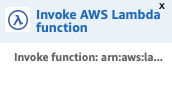 x
Invoke AWS Lambda
function
Invoke function: arn:aws:la...